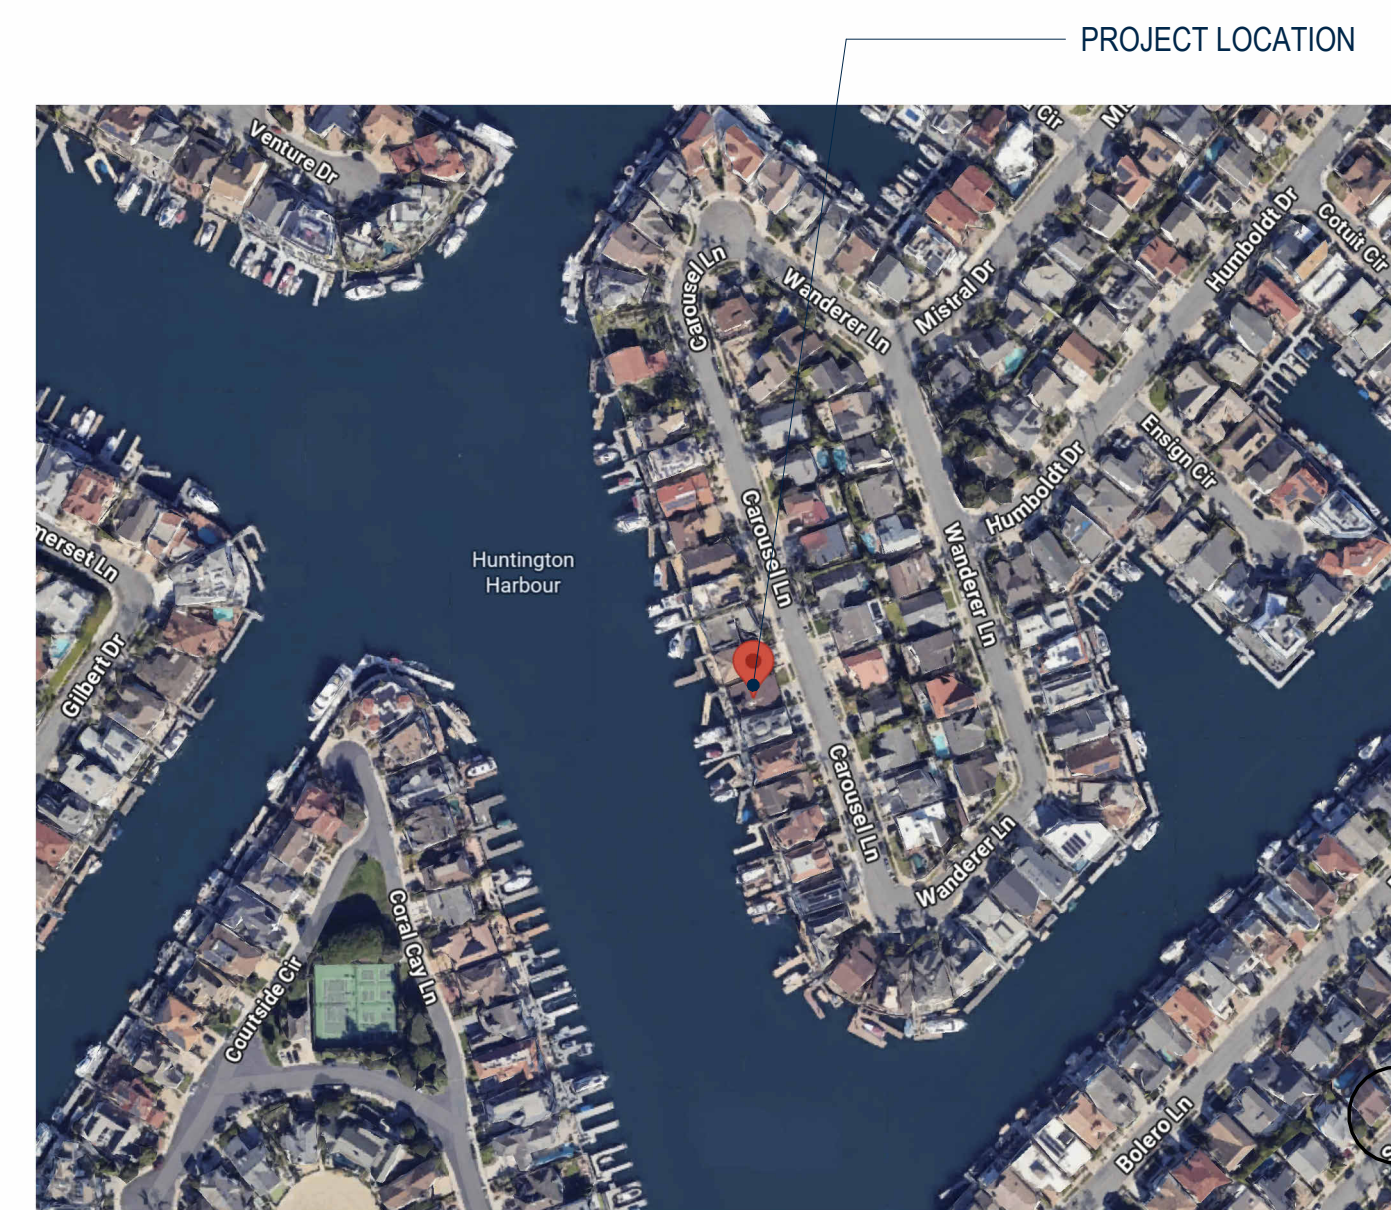 PROJECT LOCATION
Venture Dr
Cir
Carousel Ln
Wanderer Ln
Mistral Dr
Humboldt Dr
Cotuit Cir
Ensign Cir
Humboldt Dr
Carousel Ln
Wanderer Ln
Huntington
Harbour
merset Ln
Gilbert Dr
Carousel Ln
Wanderer Ln
Coral Cay Ln
Courtside Cir
Bolero Ln